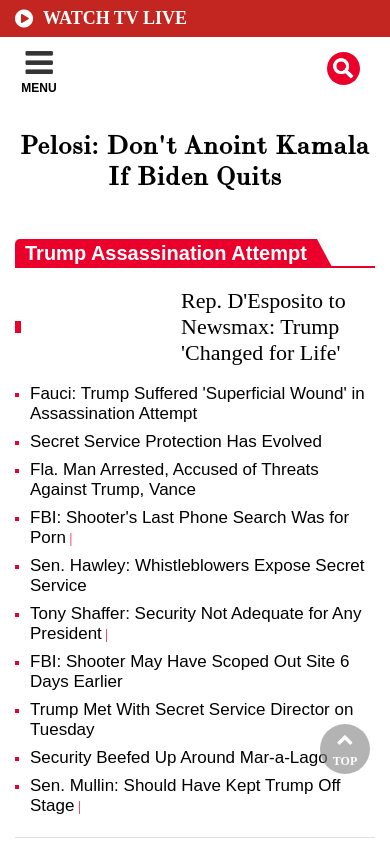 WATCH TV LIVE
MENU
Pelosi: Don't Anoint Kamala
If Biden Quits
Trump Assassination Attempt
Rep. D'Esposito to
Newsmax: Trump
'Changed for Life'
Fauci: Trump Suffered 'Superficial Wound' in
Assassination Attempt
Secret Service Protection Has Evolved
Fla. Man Arrested, Accused of Threats
Against Trump, Vance
FBI: Shooter's Last Phone Search Was for
Porn |
Sen. Hawley: Whistleblowers Expose Secret
Service
Tony Shaffer: Security Not Adequate for Any
President |
FBI: Shooter May Have Scoped Out Site 6
Days Earlier
Trump Met With Secret Service Director on
Tuesday
Security Beefed Up Around Mar-a-Lago
TOP
Sen. Mullin: Should Have Kept Trump Off
Stage |